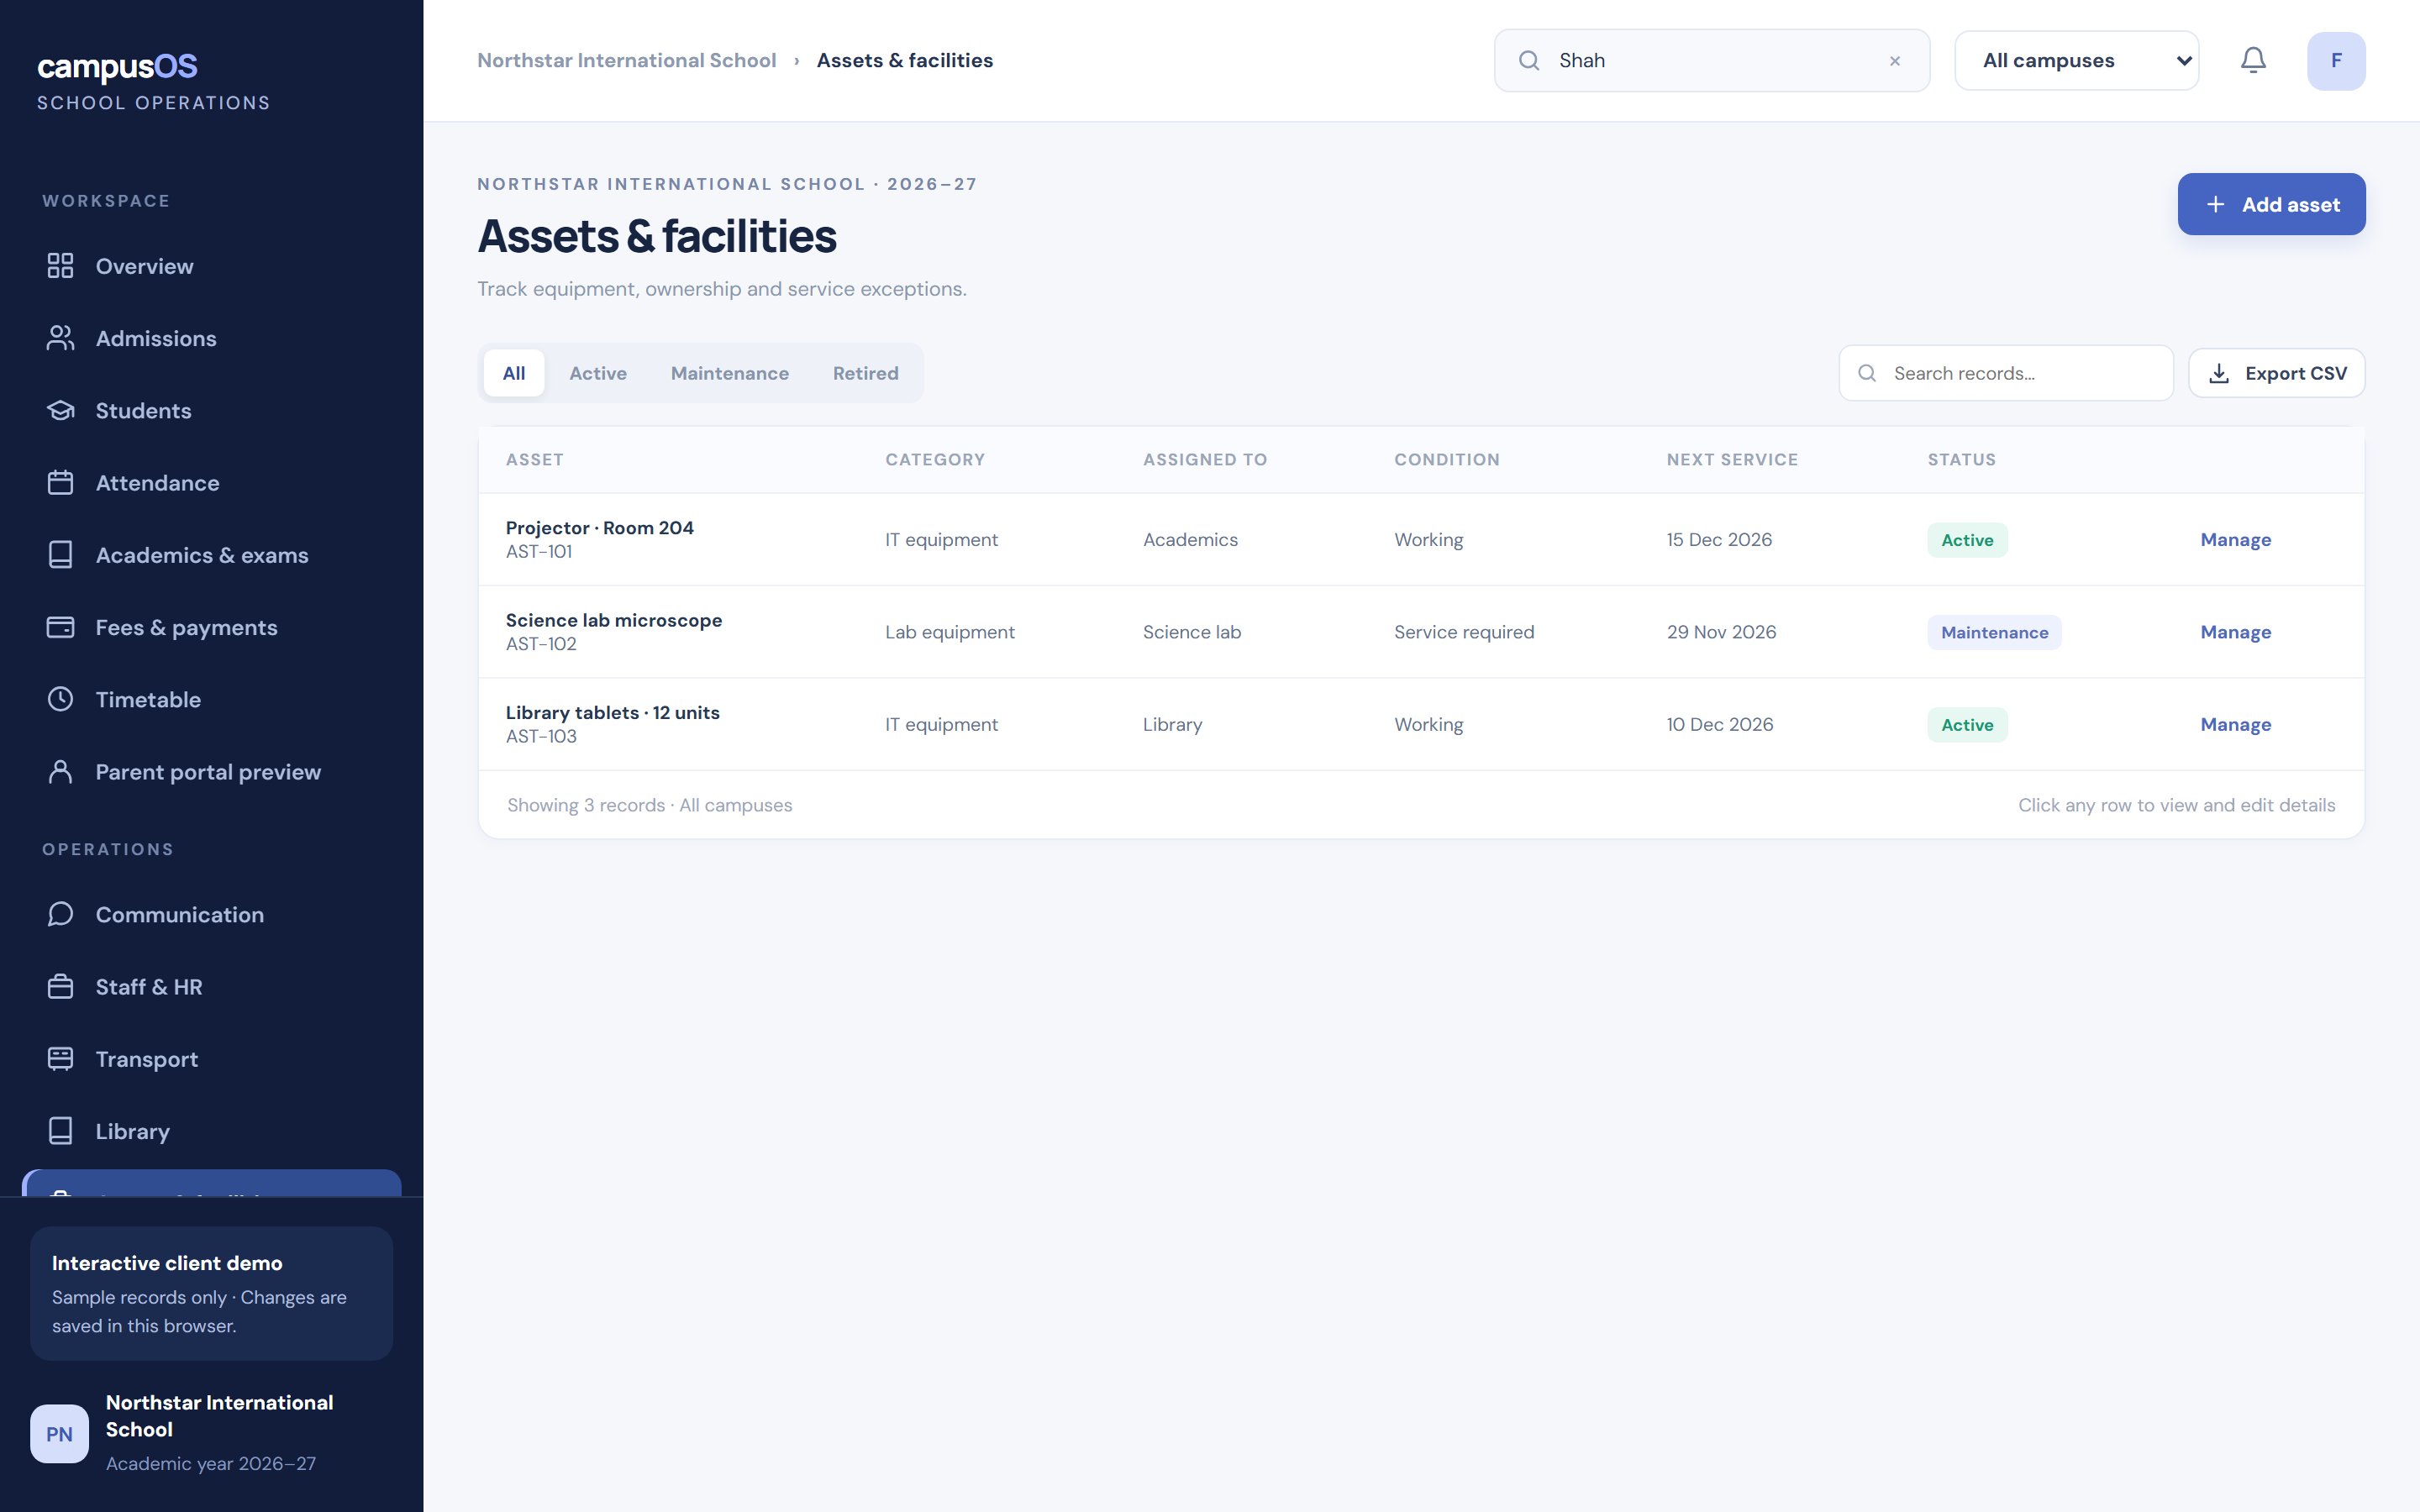 campusOS
SCHOOL OPERATIONS
WORKSPACE
Overview
Admissions
Students
Attendance
Academics & exams
Fees & payments
Timetable
Parent portal preview
OPERATIONS
Communication
Staff & HR
Transport
Library
Interactive client demo
Sample records only · Changes are
saved in this browser.
PN
Northstar International
School
Academic year 2026–27
Northstar International School › Assets & facilities
Shah ×
All campuses
F
NORTHSTAR INTERNATIONAL SCHOOL · 2026–27
Assets & facilities
Track equipment, ownership and service exceptions.
+ Add asset
All Active Maintenance Retired
Search records...
Export CSV
ASSET CATEGORY ASSIGNED TO CONDITION NEXT SERVICE STATUS
Projector · Room 204
AST-101
IT equipment Academics Working 15 Dec 2026 Active Manage
Science lab microscope
AST-102
Lab equipment Science lab Service required 29 Nov 2026 Maintenance Manage
Library tablets · 12 units
AST-103
IT equipment Library Working 10 Dec 2026 Active Manage
Showing 3 records · All campuses
Click any row to view and edit details